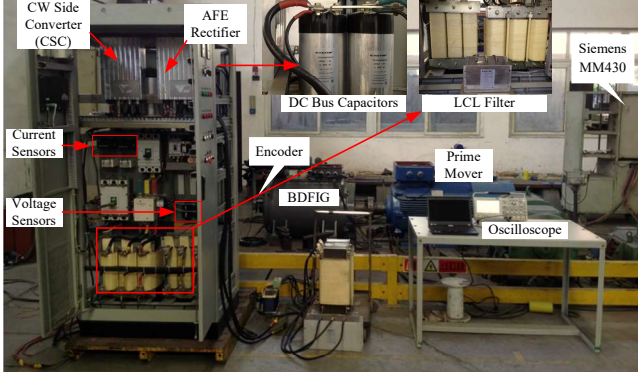 CW Side
Converter
(CSC)
AFE
Rectifier
DC Bus Capacitors
LCL Filter
Siemens
MM430
Current
Sensors
Encoder
Prime
Mover
Voltage
Sensors
BDFIG
Oscilloscope